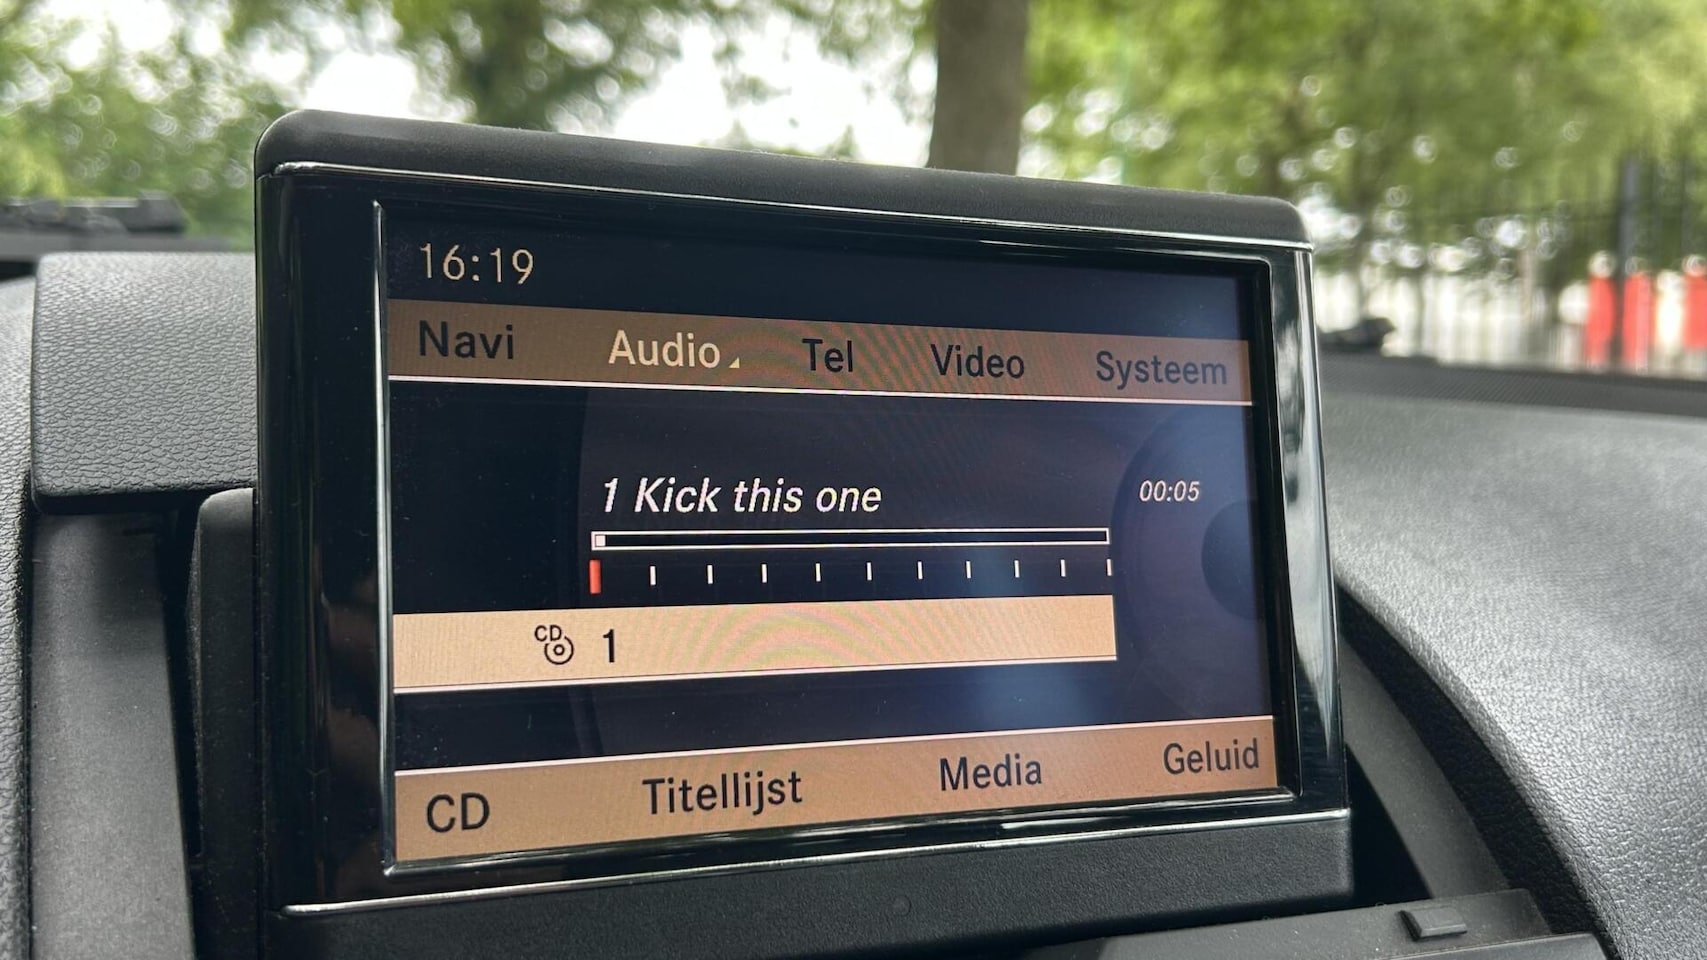 16:19
Navi Audio Tel Video Systeem
1 Kick this one 00:05
CD 1
CD Titellijst Media Geluid